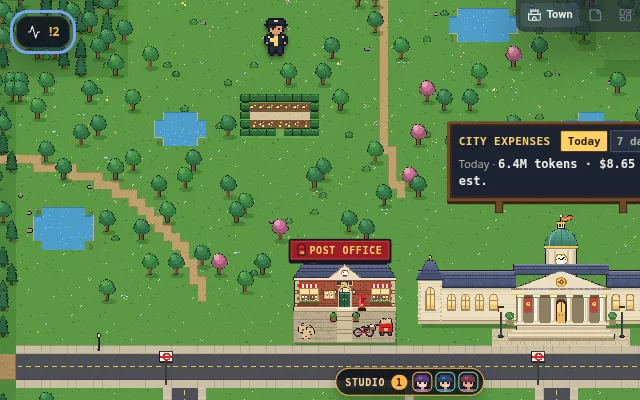 !2
Town
CITY EXPENSES Today 7 da
Today · 6.4M tokens · $8.65
est.
POST OFFICE
STUDIO 1